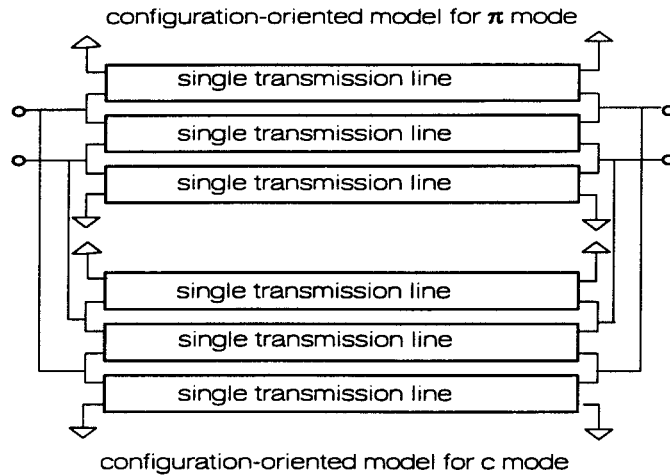 configuration-oriented model for π mode
single transmission line
single transmission line
single transmission line
single transmission line
single transmission line
single transmission line
configuration-oriented model for c mode